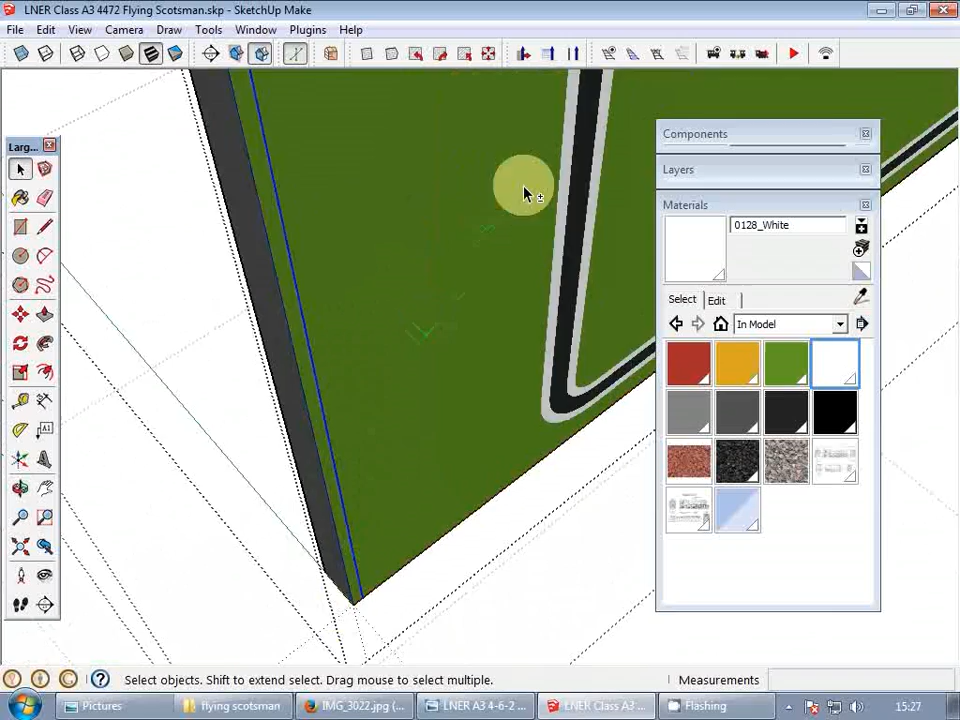 LNER Class A3 4472 Flying Scotsman.skp - SketchUp Make
File Edit View Camera Draw Tools Window Plugins Help
Larg...
Components
Layers
Materials
0128_White
Select Edit
In Model
Select objects. Shift to extend select. Drag mouse to select multiple.
Measurements
Pictures
flying scotsman
IMG_3022.jpg (...
LNER A3 4-6-2 ...
LNER Class A3 ...
Flashing
15:27